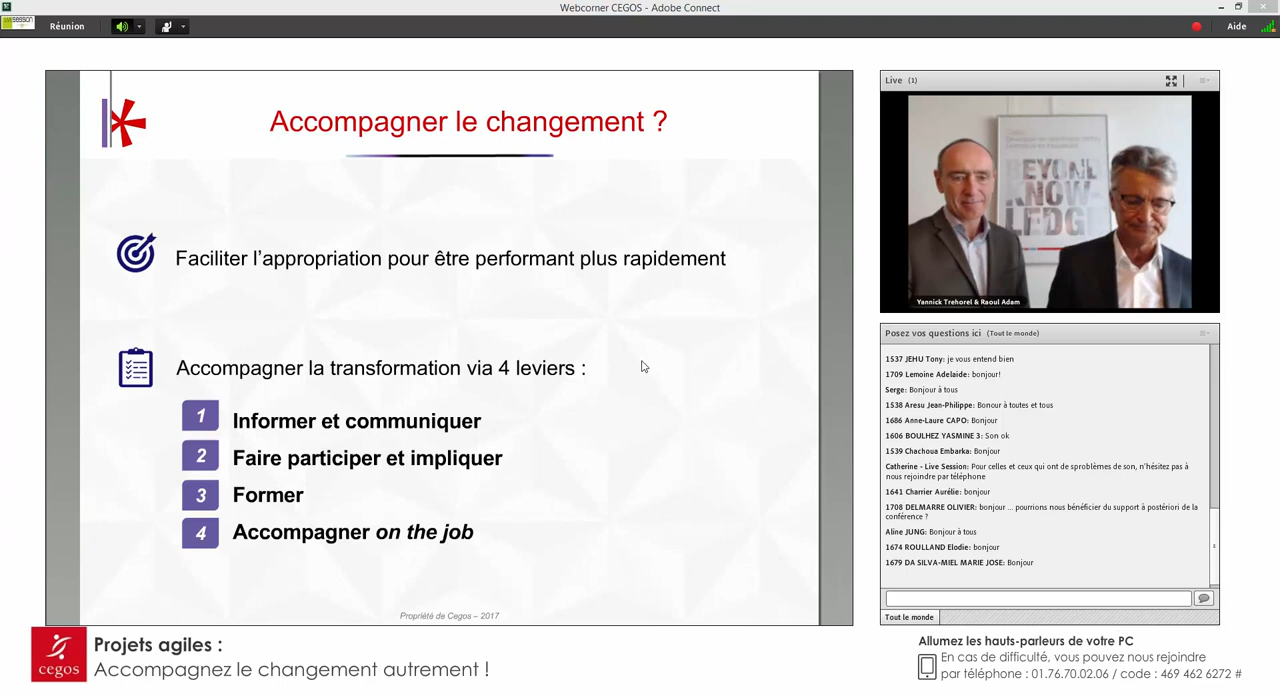 Webcorner CEGOS - Adobe Connect
Réunion
Aide
Accompagner le changement ?
Faciliter l'appropriation pour être performant plus rapidement
Accompagner la transformation via 4 leviers :
1 Informer et communiquer
2 Faire participer et impliquer
3 Former
4 Accompagner on the job
Propriété de Cegos – 2017
Live (1)
BEYOND
KNOW-
LEDGE
Yannick Trehorel & Raoul Adam
Posez vos questions ici (Tout le monde)
1537 JEHU Tony: je vous entend bien
1709 Lemoine Adelaide: bonjour!
Serge: Bonjour à tous
1538 Aresu Jean-Philippe: Bonour à toutes et tous
1686 Anne-Laure CAPO: Bonjour
1606 BOULHEZ YASMINE 3: Son ok
1539 Chachoua Embarka: Bonjour
Catherine - Live Session: Pour celles et ceux qui ont de sproblèmes de son, n'hésitez pas à
nous rejoindre par téléphone
1641 Charrier Aurélie: bonjour
1708 DELMARRE OLIVIER: bonjour ... pourrions nous bénéficier du support à postériori de la
conférence ?
Aline JUNG: Bonjour à tous
1674 ROULLAND Elodie: bonjour
1679 DA SILVA-MIEL MARIE JOSE: Bonjour
Tout le monde
cegos
Projets agiles :
Accompagnez le changement autrement !
Allumez les hauts-parleurs de votre PC
En cas de difficulté, vous pouvez nous rejoindre
par téléphone : 01.76.70.02.06 / code : 469 462 6272 #